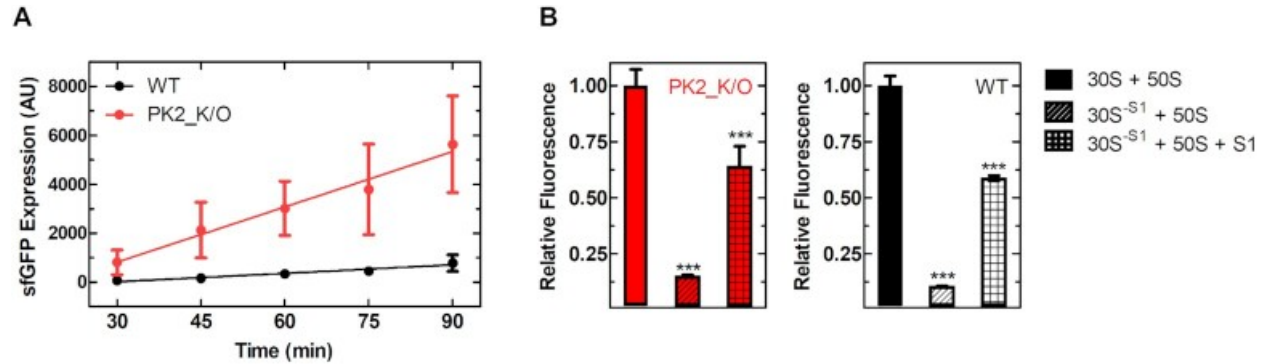 A
sfGFP Expression (AU)
8000
6000
4000
2000
0
WT
PK2_K/O
30 45 60 75 90
Time (min)
B
Relative Fluorescence
1.00
0.75
0.50
0.25
PK2_K/O
***
***
Relative Fluorescence
1.00
0.75
0.50
0.25
WT
***
***
30S + 50S
30S-S1 + 50S
30S-S1 + 50S + S1